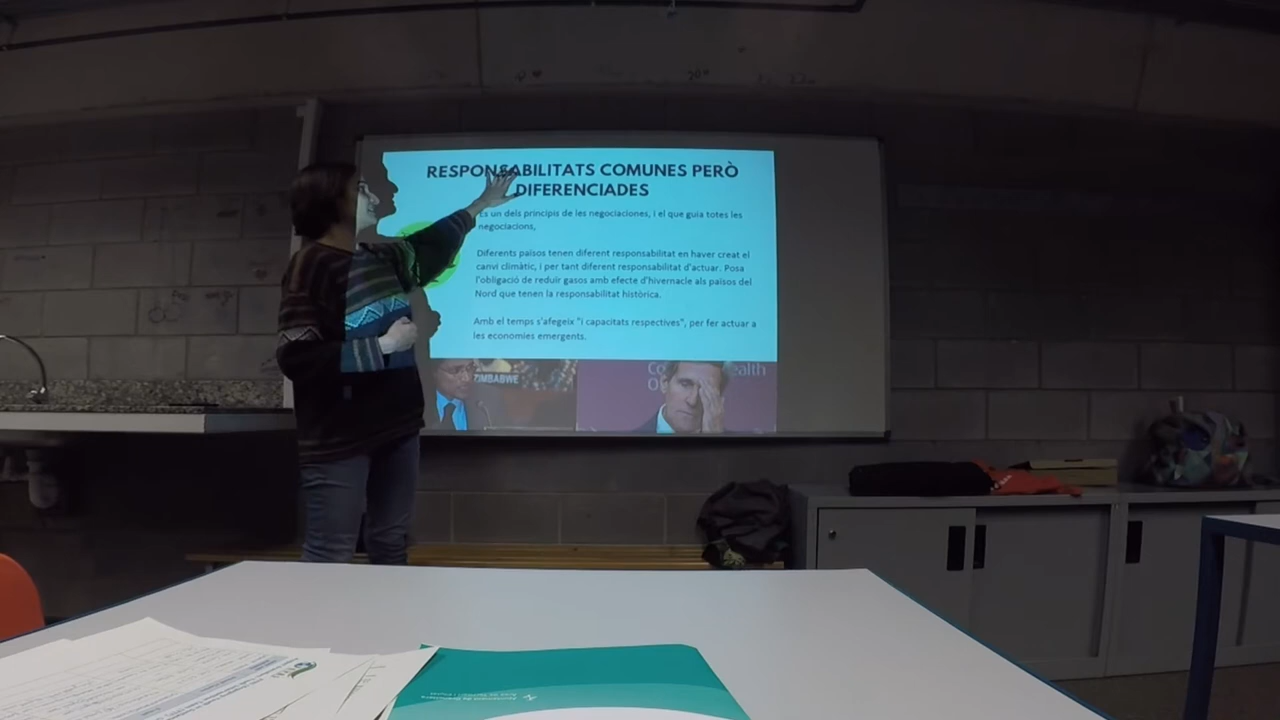 RESPONSABILITATS COMUNES PERÒ
DIFERENCIADES
És un dels principis de les negociaciones, i el que guia totes les
negociacions,
Diferents països tenen diferent responsabilitat en haver creat el
canvi climàtic, i per tant diferent responsabilitat d'actuar. Posa
l'obligació de reduir gasos amb efecte d'hivernacle als països del
Nord que tenen la responsabilitat històrica.
Amb el temps s'afegeix "i capacitats respectives", per fer actuar a
les economies emergents.
ZIMBABWE